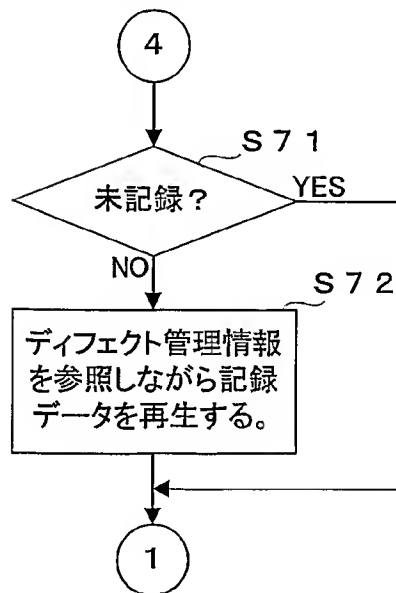 4
S71
未記録?
YES
NO
S72
ディフェクト管理情報
を参照しながら記録
データを再生する。
1